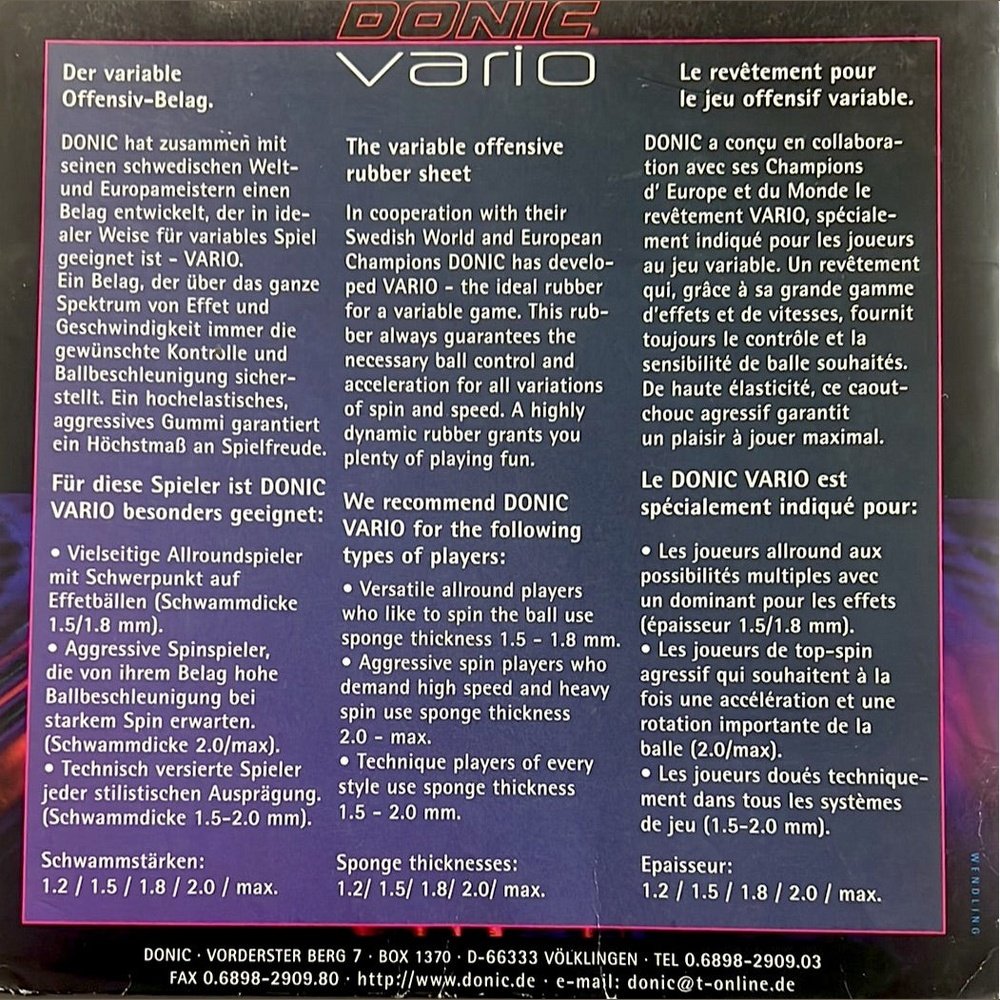 DONIC
vario
Der variable
Offensiv-Belag.
DONIC hat zusammen mit
seinen schwedischen Welt-
und Europameistern einen
Belag entwickelt, der in ide-
aler Weise für variables Spiel
geeignet ist - VARIO.
Ein Belag, der über das ganze
Spektrum von Effet und
Geschwindigkeit immer die
gewünschte Kontrolle und
Ballbeschleunigung sicher-
stellt. Ein hochelastisches,
aggressives Gummi garantiert
ein Höchstmaß an Spielfreude.
Für diese Spieler ist DONIC
VARIO besonders geeignet:
• Vielseitige Allroundspieler
mit Schwerpunkt auf
Effetbällen (Schwammdicke
1.5/1.8 mm).
• Aggressive Spinspieler,
die von ihrem Belag hohe
Ballbeschleunigung bei
starkem Spin erwarten.
(Schwammdicke 2.0/max).
• Technisch versierte Spieler
jeder stilistischen Ausprägung.
(Schwammdicke 1.5-2.0 mm).
Schwammstärken:
1.2 / 1.5 / 1.8 / 2.0 / max.
The variable offensive
rubber sheet
In cooperation with their
Swedish World and European
Champions DONIC has develo-
ped VARIO - the ideal rubber
for a variable game. This rub-
ber always guarantees the
necessary ball control and
acceleration for all variations
of spin and speed. A highly
dynamic rubber grants you
plenty of playing fun.
We recommend DONIC
VARIO for the following
types of players:
• Versatile allround players
who like to spin the ball use
sponge thickness 1.5 - 1.8 mm.
• Aggressive spin players who
demand high speed and heavy
spin use sponge thickness
2.0 - max.
• Technique players of every
style use sponge thickness
1.5 - 2.0 mm.
Sponge thicknesses:
1.2/ 1.5/ 1.8/ 2.0/ max.
Le revêtement pour
le jeu offensif variable.
DONIC a conçu en collabora-
tion avec ses Champions
d' Europe et du Monde le
revêtement VARIO, spéciale-
ment indiqué pour les joueurs
au jeu variable. Un revêtement
qui, grâce à sa grande gamme
d'effets et de vitesses, fournit
toujours le contrôle et la
sensibilité de balle souhaités.
De haute élasticité, ce caout-
chouc agressif garantit
un plaisir à jouer maximal.
Le DONIC VARIO est
spécialement indiqué pour:
• Les joueurs allround aux
possibilités multiples avec
un dominant pour les effets
(épaisseur 1.5/1.8 mm).
• Les joueurs de top-spin
agressif qui souhaitent à la
fois une accélération et une
rotation importante de la
balle (2.0/max).
• Les joueurs doués technique-
ment dans tous les systèmes
de jeu (1.5-2.0 mm).
Epaisseur:
1.2 / 1.5 / 1.8 / 2.0 / max.
WENDLING
DONIC · VORDERSTER BERG 7 · BOX 1370 · D-66333 VÖLKLINGEN · TEL 0.6898-2909.03
FAX 0.6898-2909.80 · http://www.donic.de · e-mail: donic@t-online.de